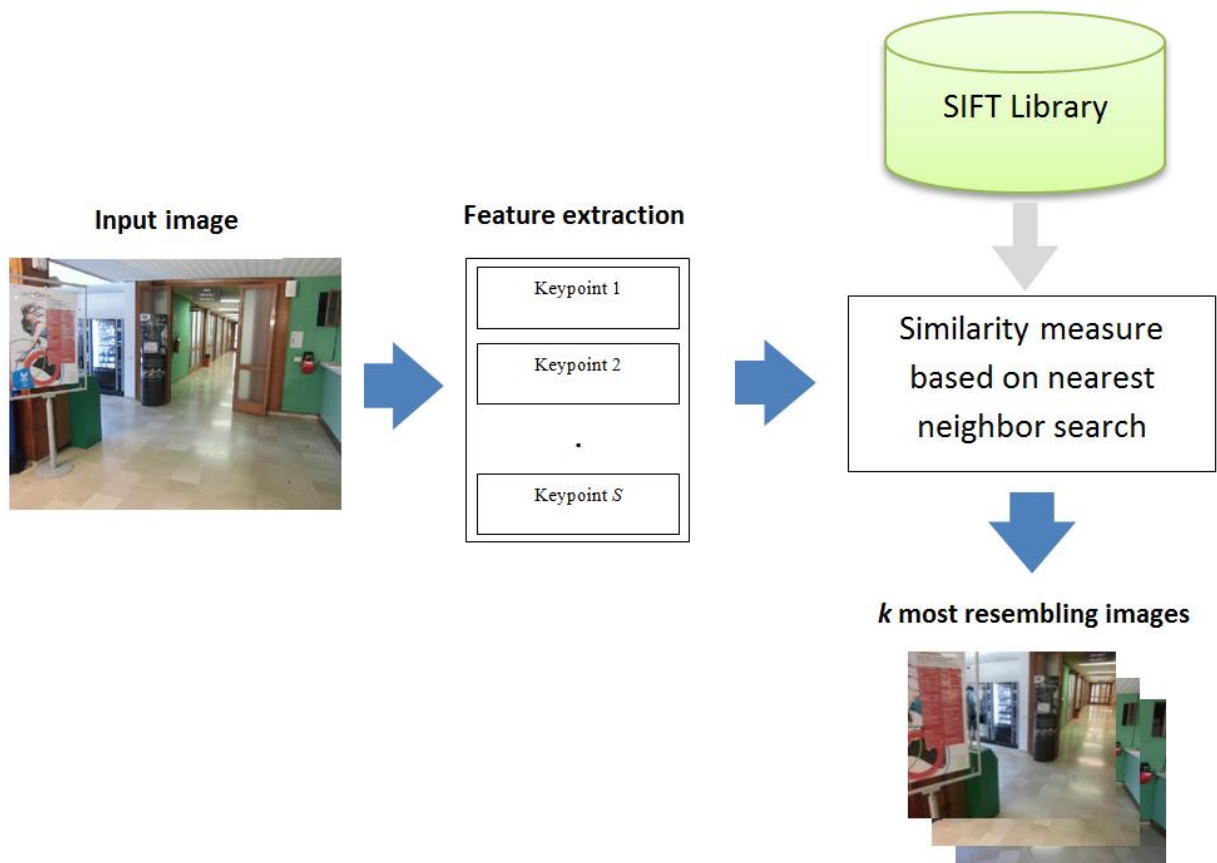 SIFT Library
Input image
Feature extraction
Keypoint 1
Keypoint 2
.
Keypoint S
Similarity measure
based on nearest
neighbor search
k most resembling images